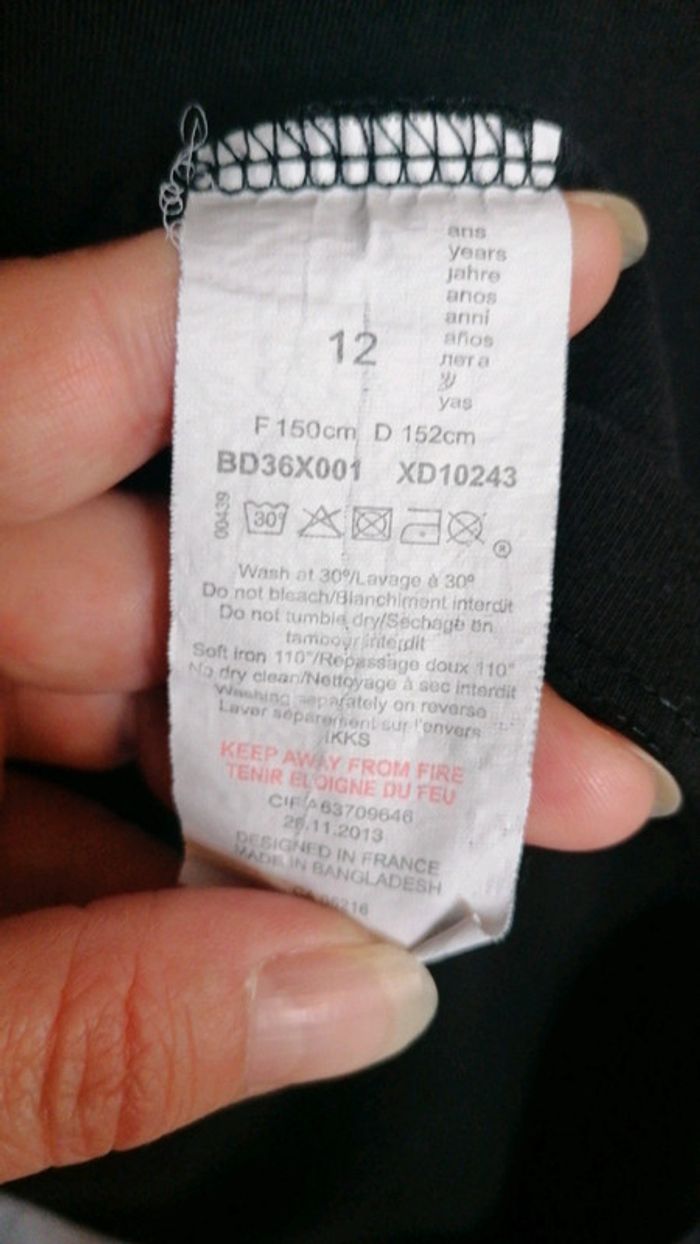 ans
years
jahre
anos
anni
12
años
лета
岁
yas
F 150cm D 152cm
BD36X001 XD10243
00439
30°
Wash at 30°/Lavage à 30°
Do not bleach/Blanchiment interdit
Do not tumble dry/Séchage en
tambour interdit
Soft iron 110°/Repassage doux 110°
No dry clean/Nettoyage à sec interdit
Washing separately on reverse
Laver séparément sur l'envers
IKKS
KEEP AWAY FROM FIRE
TENIR ELOIGNE DU FEU
CIF A63709646
26.11.2013
DESIGNED IN FRANCE
MADE IN BANGLADESH